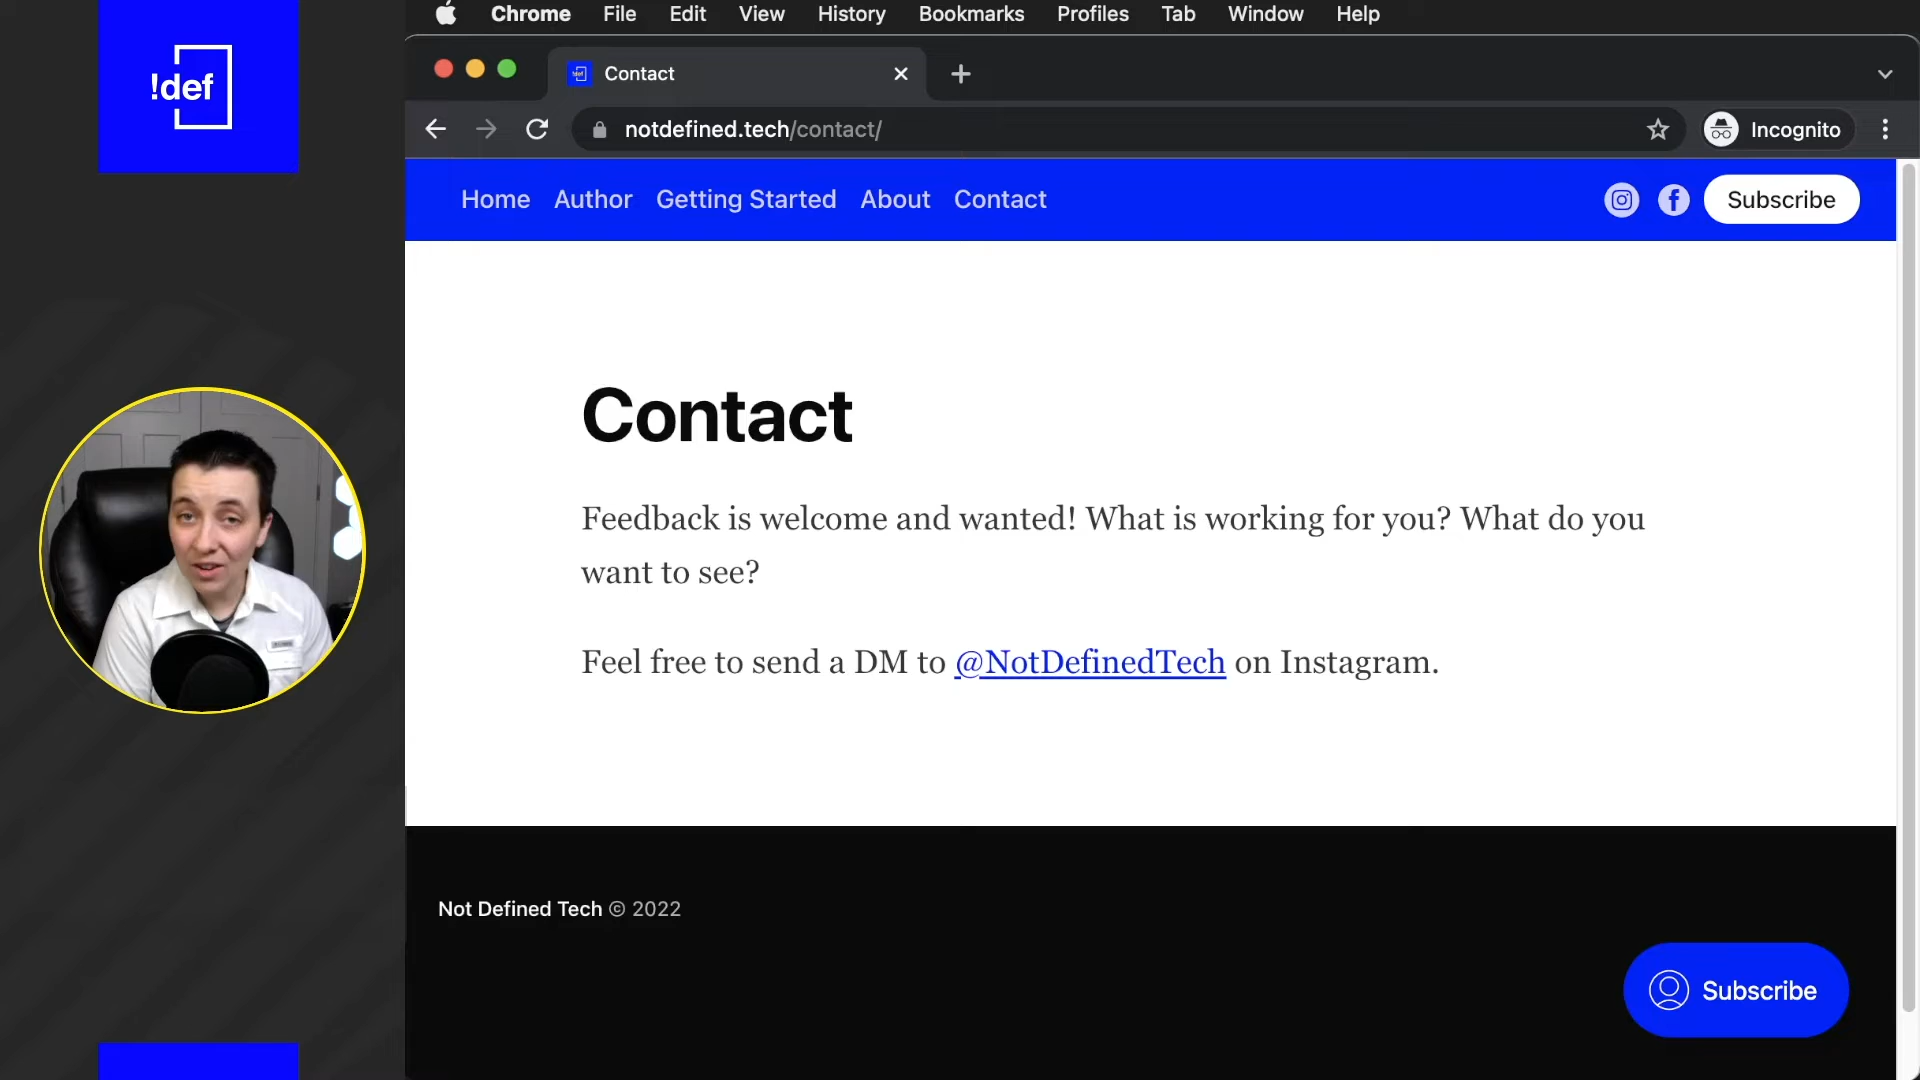 !def
Chrome File Edit View History Bookmarks Profiles Tab Window Help
Contact
notdefined.tech/contact/
Incognito
Home Author Getting Started About Contact
Subscribe
Contact
Feedback is welcome and wanted! What is working for you? What do you
want to see?
Feel free to send a DM to @NotDefinedTech on Instagram.
Not Defined Tech © 2022
Subscribe